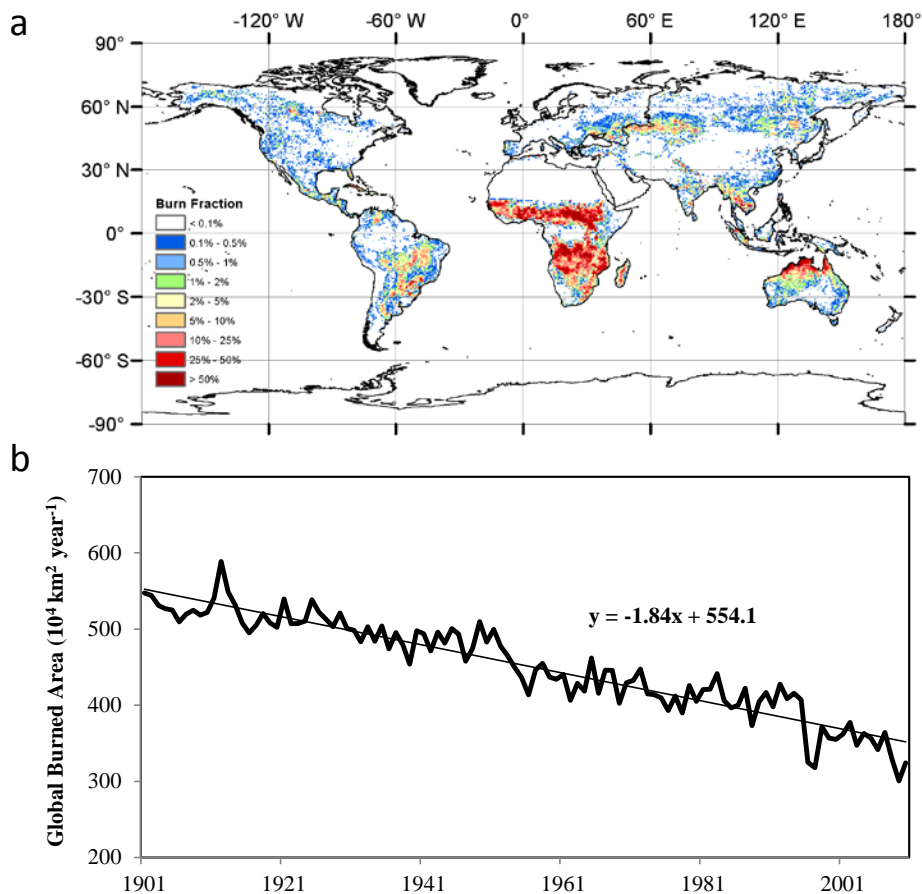 a
-120° W -60° W 0° 60° E 120° 180°
90°
60° N
30° N
0°
-30° S
-60° S
-90°
Burn Fraction
< 0.1%
0.1% - 0.5%
0.5% - 1%
1% - 2%
2% - 5%
5% - 10%
10% - 25%
25% - 50%
> 50%
b
Global Burned Area (10⁴ km² year⁻¹)
700
600
500
400
300
200
y = -1.84x + 554.1
1901 1921 1941 1961 1981 2001